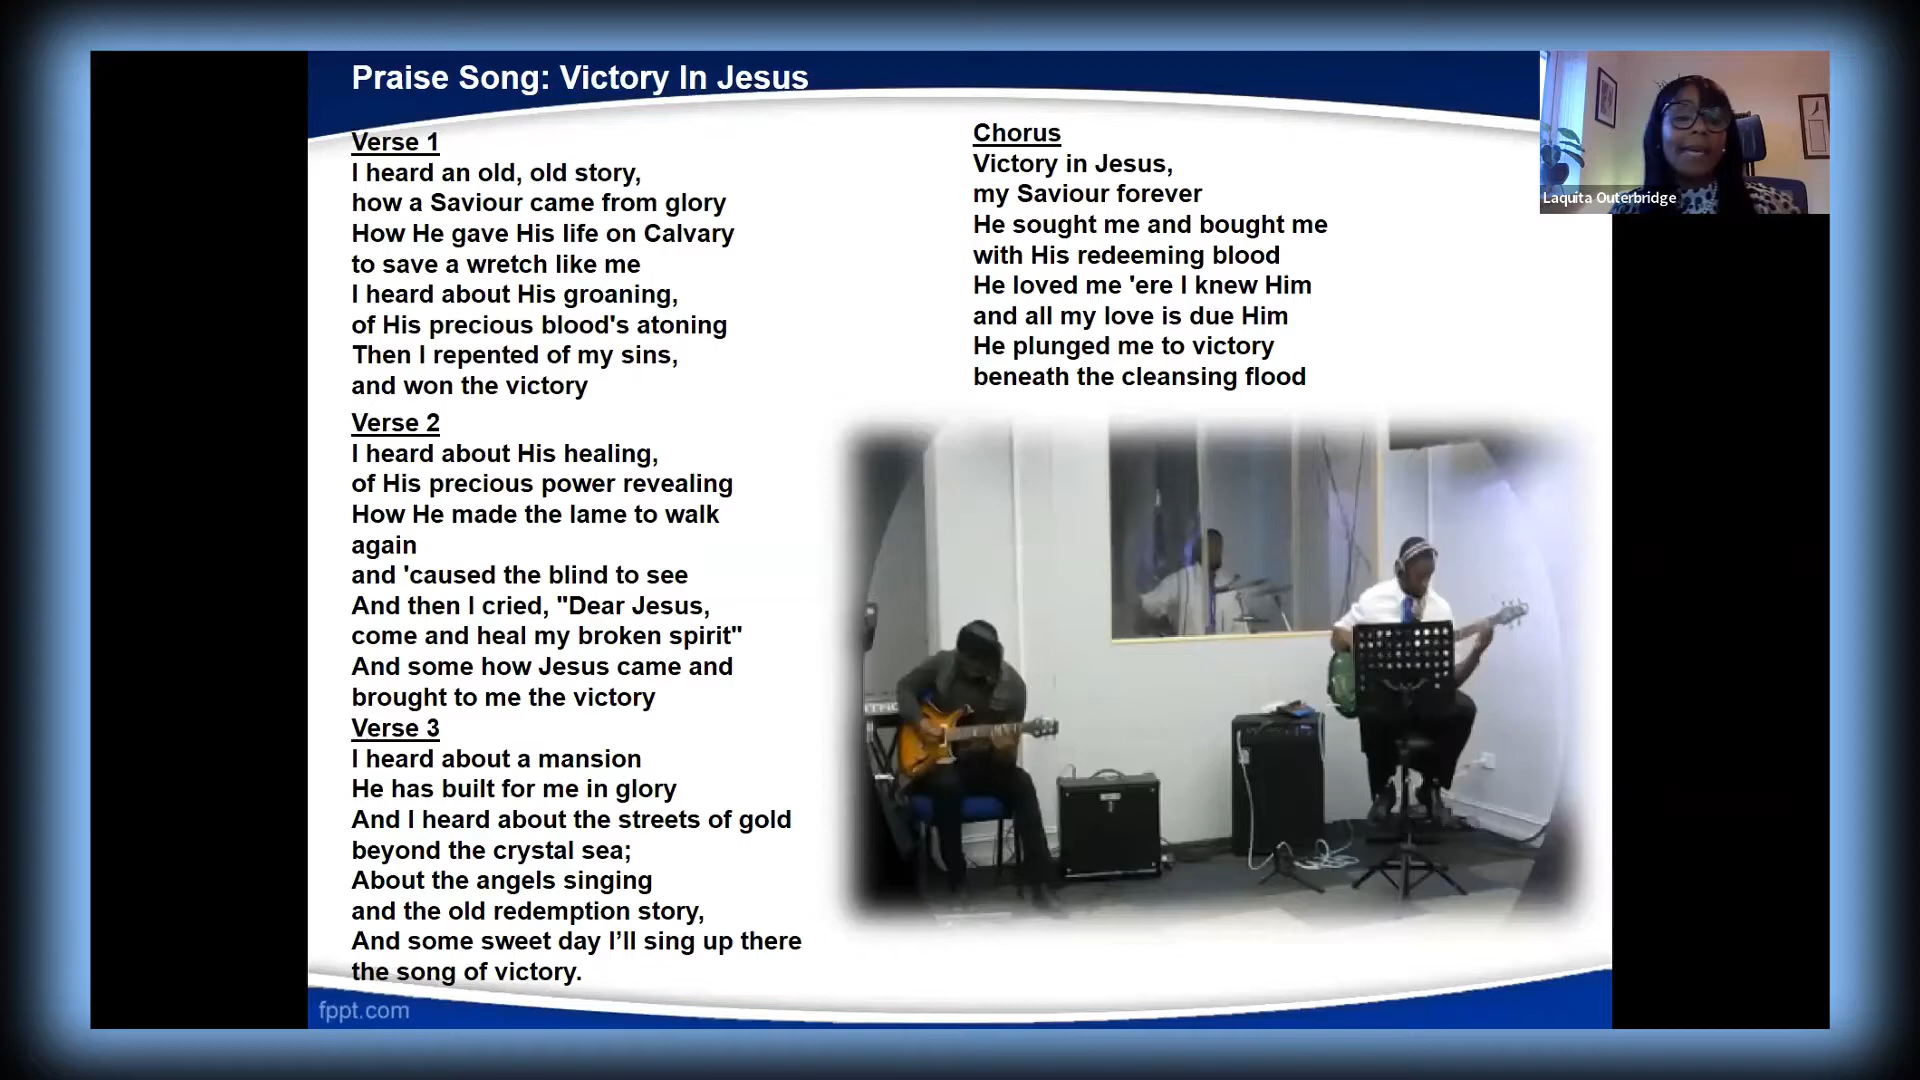 Praise Song: Victory In Jesus
Verse 1
I heard an old, old story,
how a Saviour came from glory
How He gave His life on Calvary
to save a wretch like me
I heard about His groaning,
of His precious blood's atoning
Then I repented of my sins,
and won the victory
Verse 2
I heard about His healing,
of His precious power revealing
How He made the lame to walk
again
and 'caused the blind to see
And then I cried, "Dear Jesus,
come and heal my broken spirit"
And some how Jesus came and
brought to me the victory
Verse 3
I heard about a mansion
He has built for me in glory
And I heard about the streets of gold
beyond the crystal sea;
About the angels singing
and the old redemption story,
And some sweet day I’ll sing up there
the song of victory.
Chorus
Victory in Jesus,
my Saviour forever
He sought me and bought me
with His redeeming blood
He loved me 'ere I knew Him
and all my love is due Him
He plunged me to victory
beneath the cleansing flood
Laquita Outerbridge
fppt.com